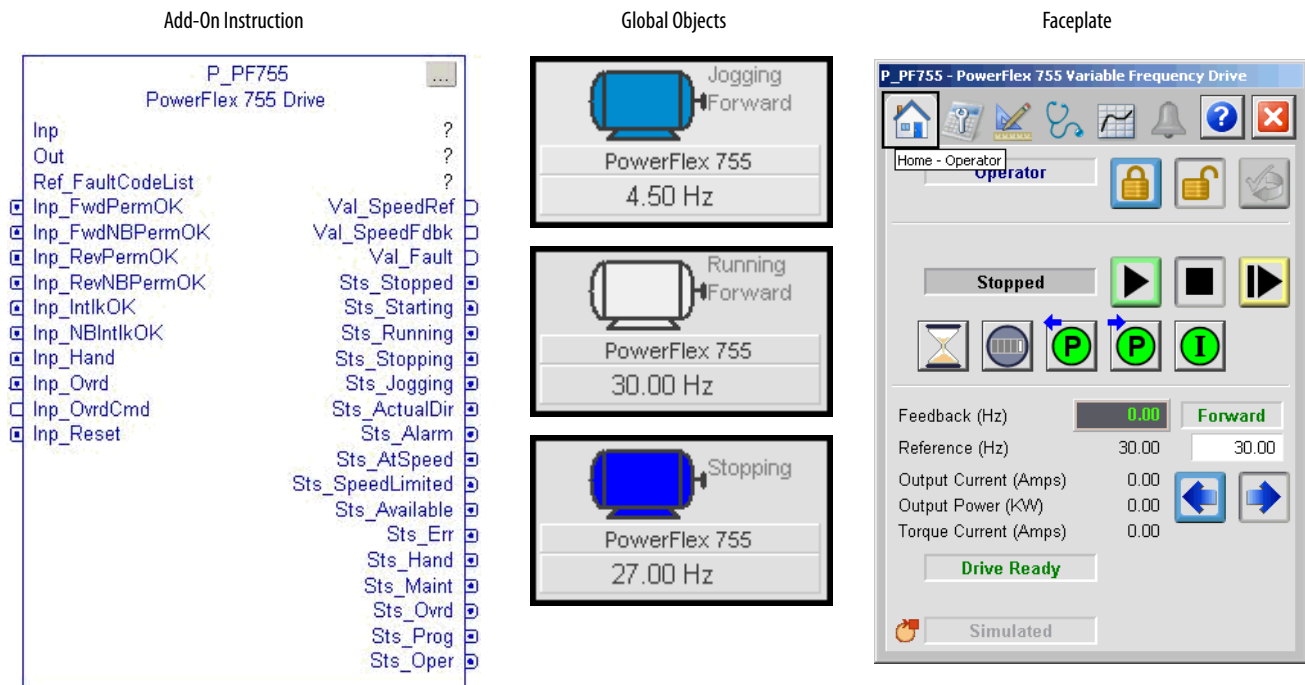 Add-On Instruction
Global Objects
Faceplate
P_PF755
...
PowerFlex 755 Drive
Inp ?
Out ?
Ref_FaultCodeList ?
Inp_FwdPermOK Val_SpeedRef
Inp_FwdNBPermOK Val_SpeedFdbk
Inp_RevPermOK Val_Fault
Inp_RevNBPermOK Sts_Stopped
Inp_IntlkOK Sts_Starting
Inp_NBIntlkOK Sts_Running
Inp_Hand Sts_Stopping
Inp_Ovrd Sts_Jogging
Inp_OvrdCmd Sts_ActualDir
Inp_Reset Sts_Alarm
Sts_AtSpeed
Sts_SpeedLimited
Sts_Available
Sts_Err
Sts_Hand
Sts_Maint
Sts_Ovrd
Sts_Prog
Sts_Oper
Jogging
Forward
PowerFlex 755
4.50 Hz
Running
Forward
PowerFlex 755
30.00 Hz
Stopping
PowerFlex 755
27.00 Hz
P_PF755 - PowerFlex 755 Variable Frequency Drive
?
Home - Operator
Operator
Stopped
P P I
Feedback (Hz) 0.00 Forward
Reference (Hz) 30.00 30.00
Output Current (Amps) 0.00
Output Power (KW) 0.00
Torque Current (Amps) 0.00
Drive Ready
Simulated